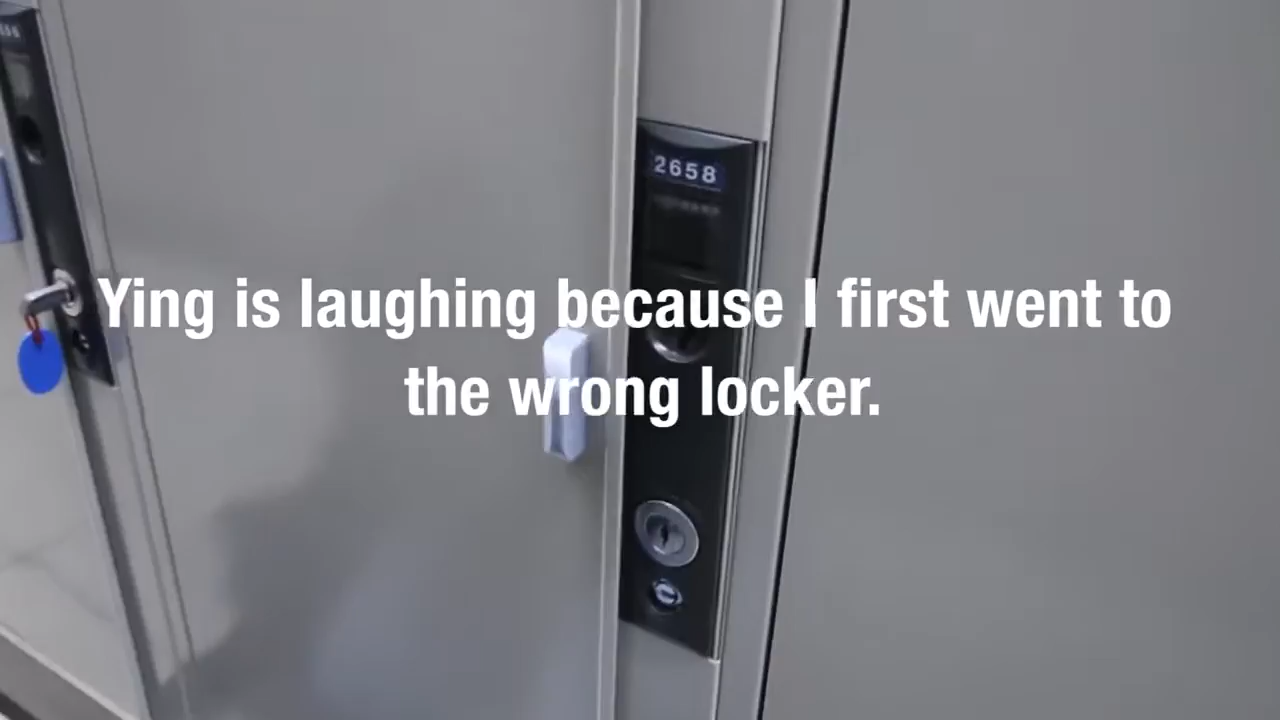 2658
Ying is laughing because I first went to
the wrong locker.